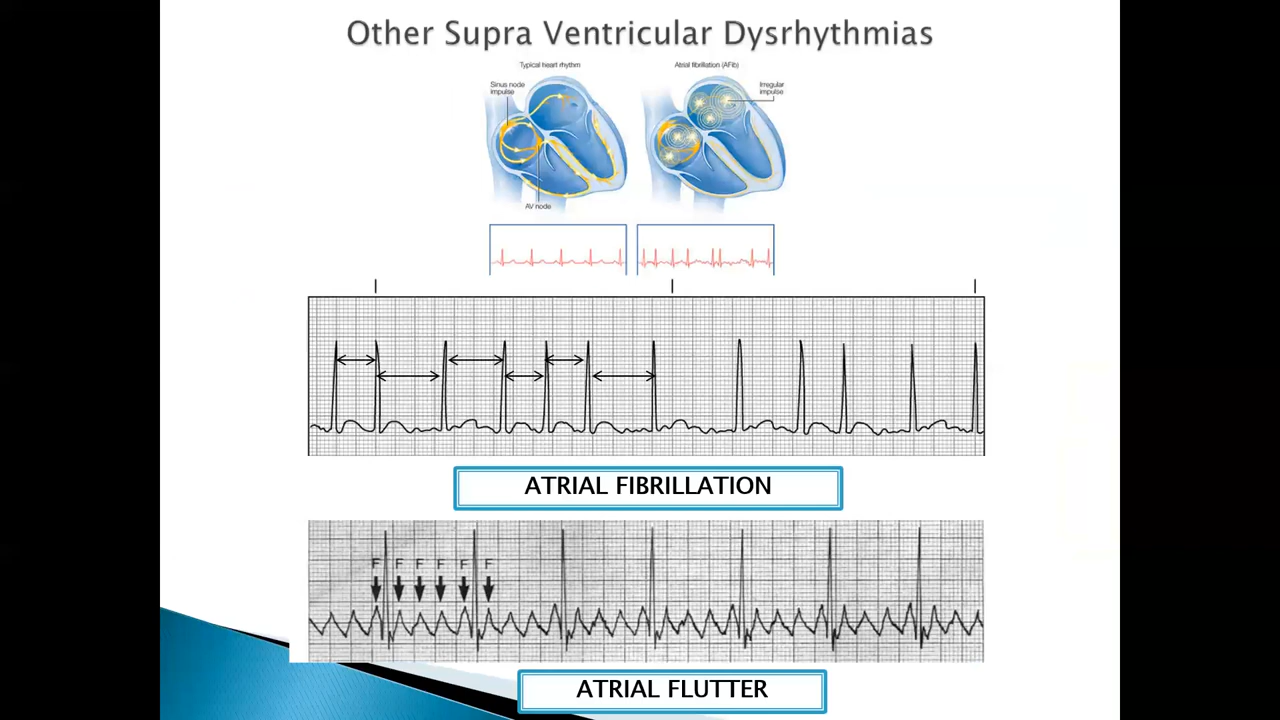 Other Supra Ventricular Dysrhythmias
Typical heart rhythm
Atrial fibrillation (AFib)
Sinus node
impulse
Irregular
impulse
AV node
ATRIAL FIBRILLATION
F F F F F F
ATRIAL FLUTTER